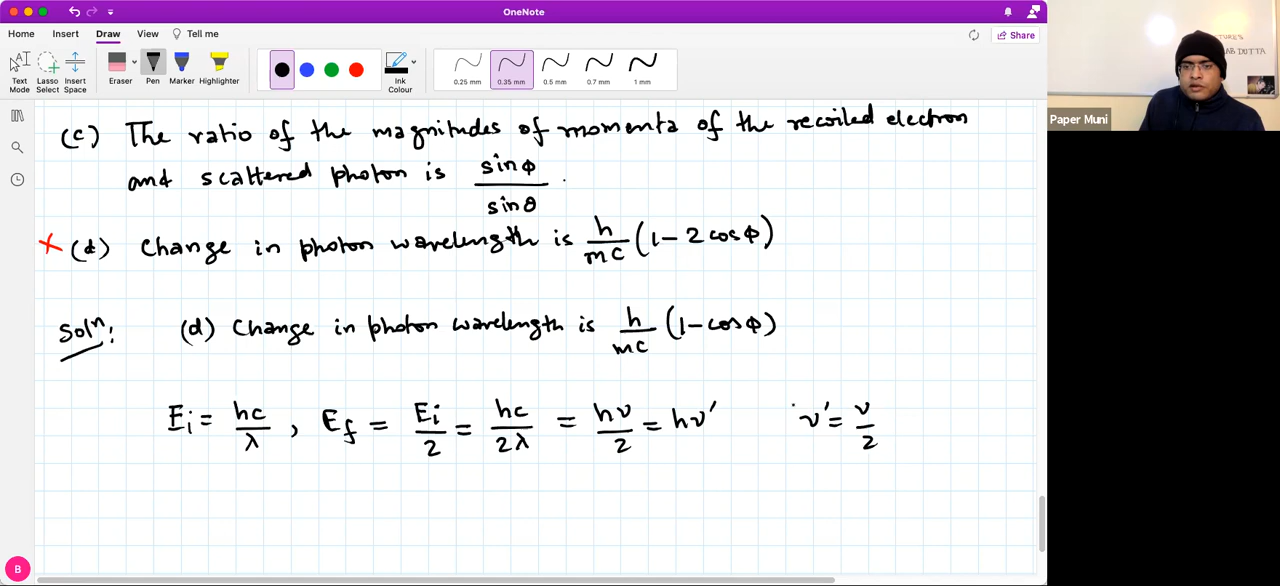 OneNote
Home Insert Draw View Tell me
Share
Text Mode
Lasso Select
Insert Space
Eraser
Pen
Marker
Highlighter
Ink Colour
0.25 mm
0.35 mm
0.5 mm
0.7 mm
1 mm
DUTTA
Paper Muni
(c) The ratio of the magnitudes of momenta of the recoiled electron
and scattered photon is sinφ/sinθ .
× (d) Change in photon wavelength is h/mc (1 - 2 cosφ)
Solⁿ: (d) Change in photon wavelength is h/mc (1 - cosφ)
Ei = hc/λ , Ef = Ei/2 = hc/2λ = hν/2 = hν' ν' = ν/2
B